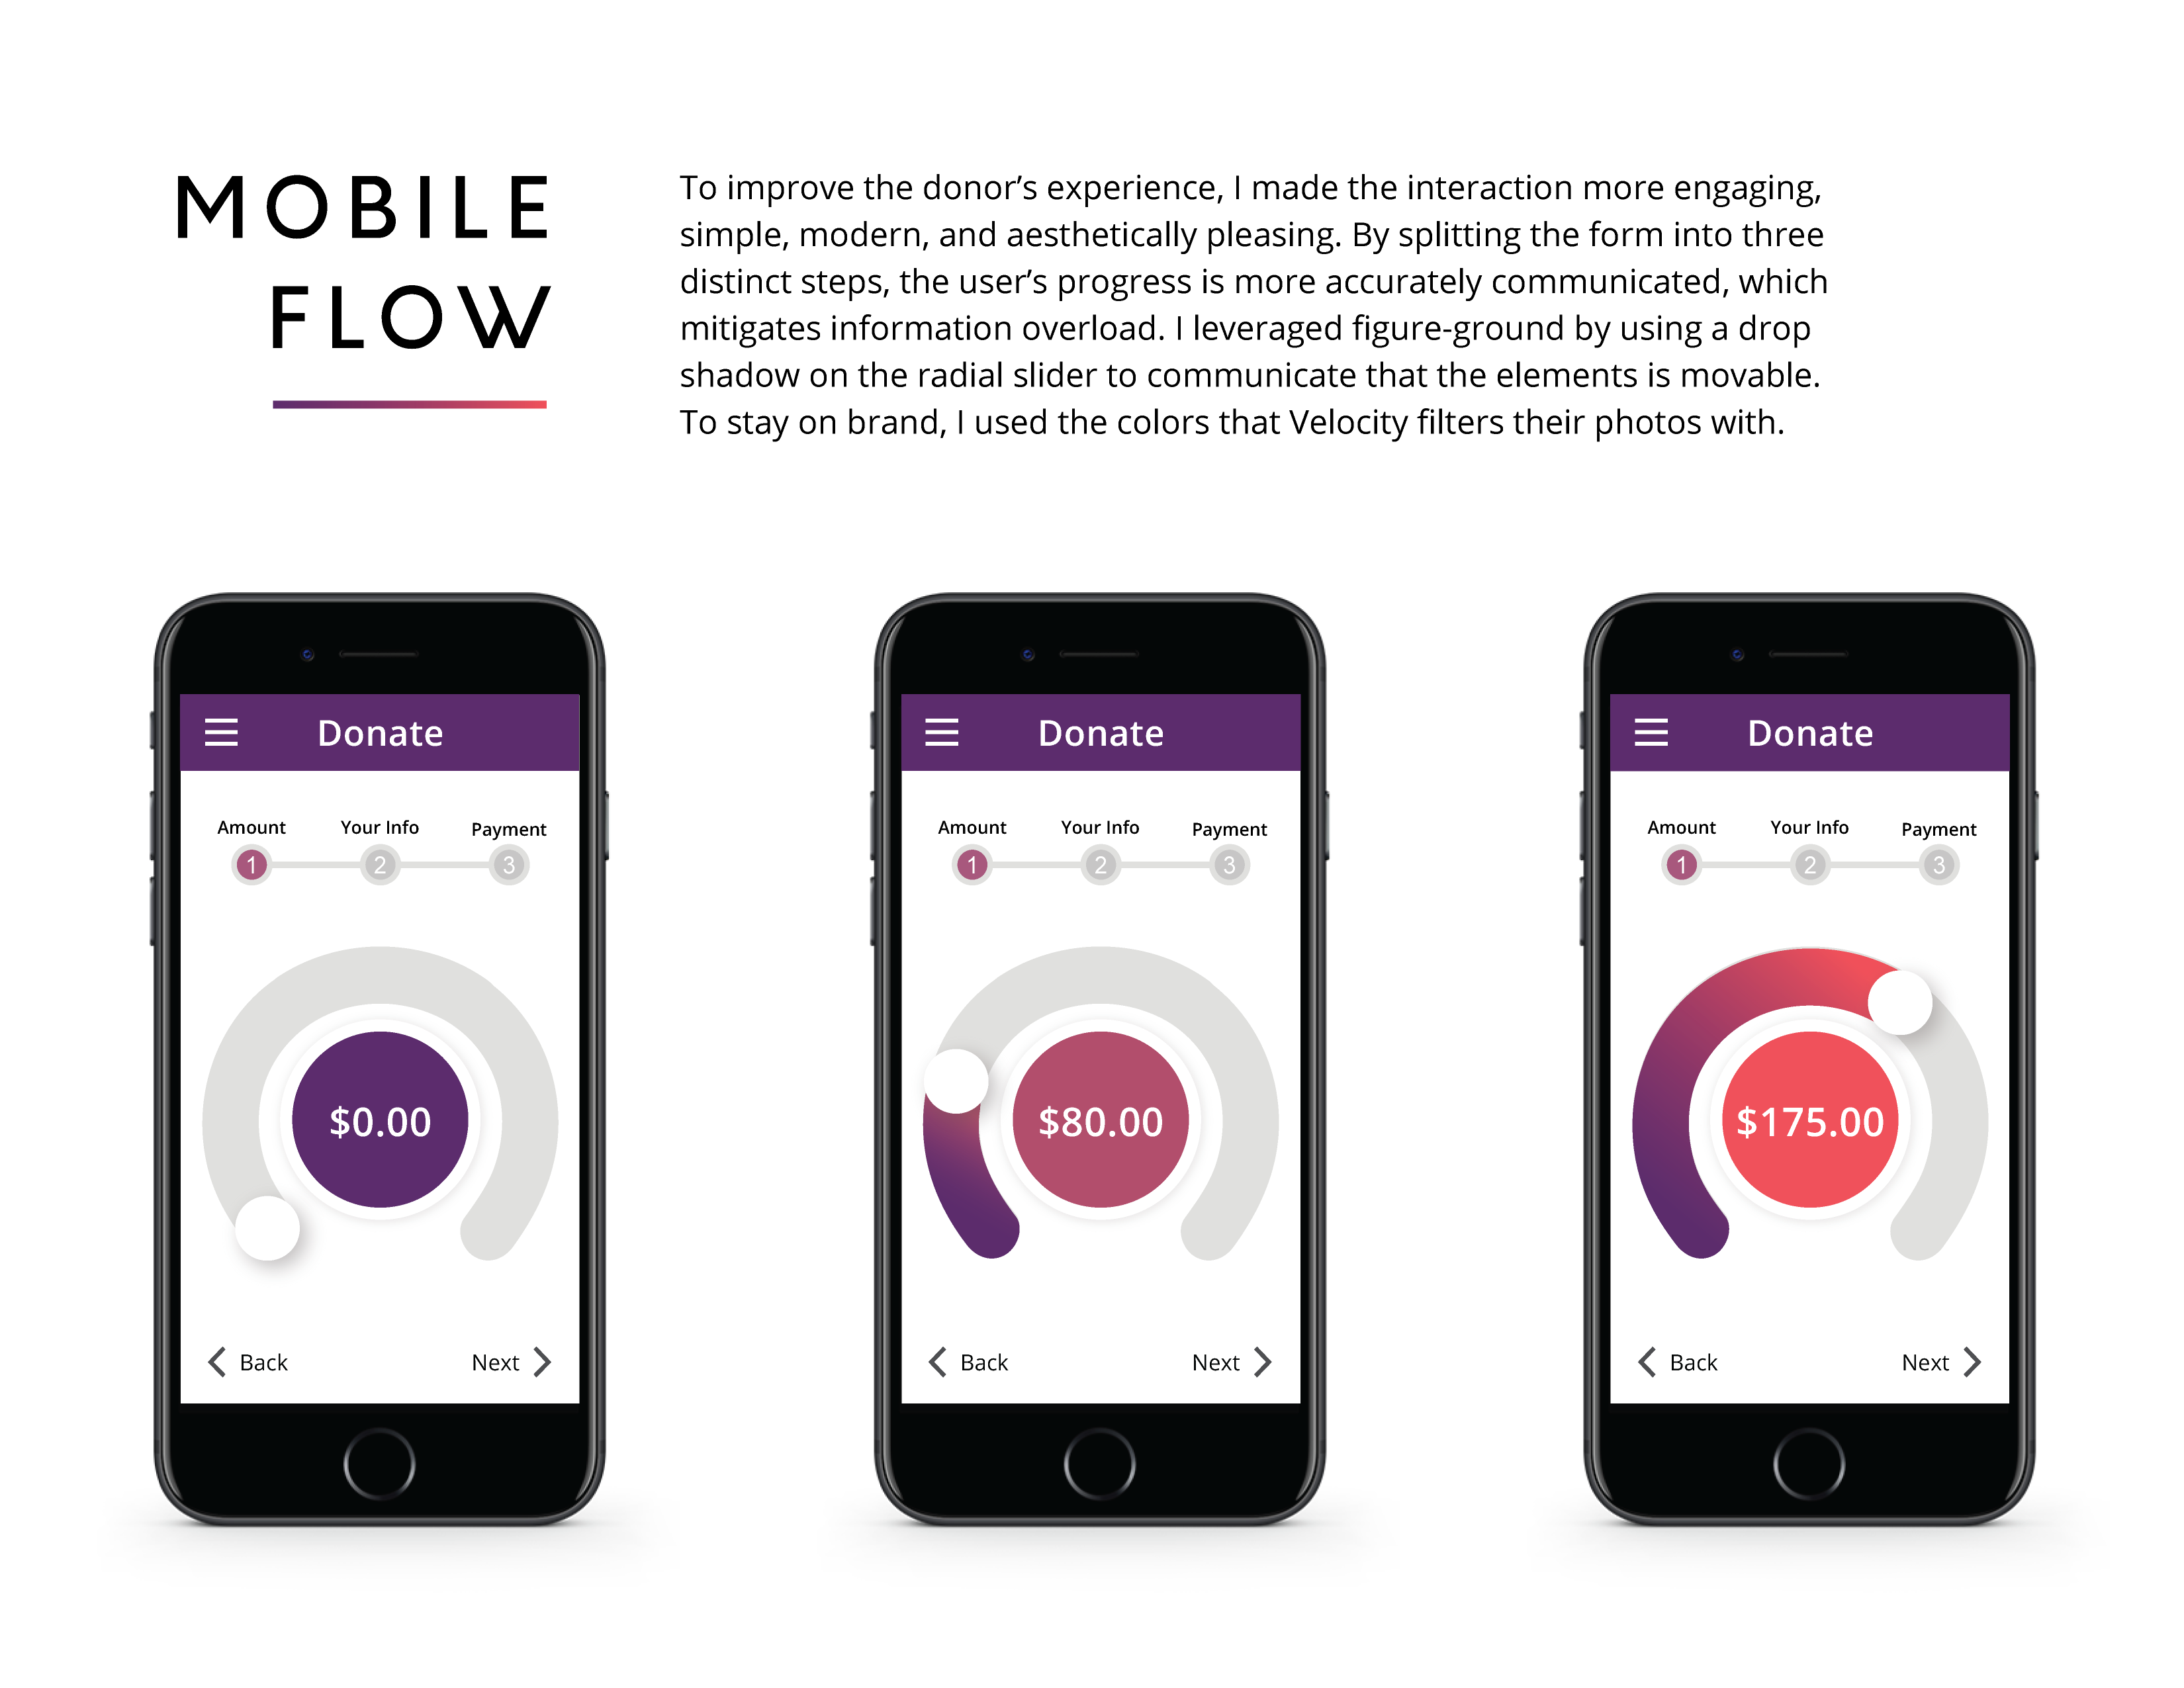 MOBILE
FLOW
To improve the donor’s experience, I made the interaction more engaging,
simple, modern, and aesthetically pleasing. By splitting the form into three
distinct steps, the user’s progress is more accurately communicated, which
mitigates information overload. I leveraged figure-ground by using a drop
shadow on the radial slider to communicate that the elements is movable.
To stay on brand, I used the colors that Velocity filters their photos with.
Donate
Amount Your Info Payment
1 2 3
$0.00
Back Next
Donate
Amount Your Info Payment
1 2 3
$80.00
Back Next
Donate
Amount Your Info Payment
1 2 3
$175.00
Back Next